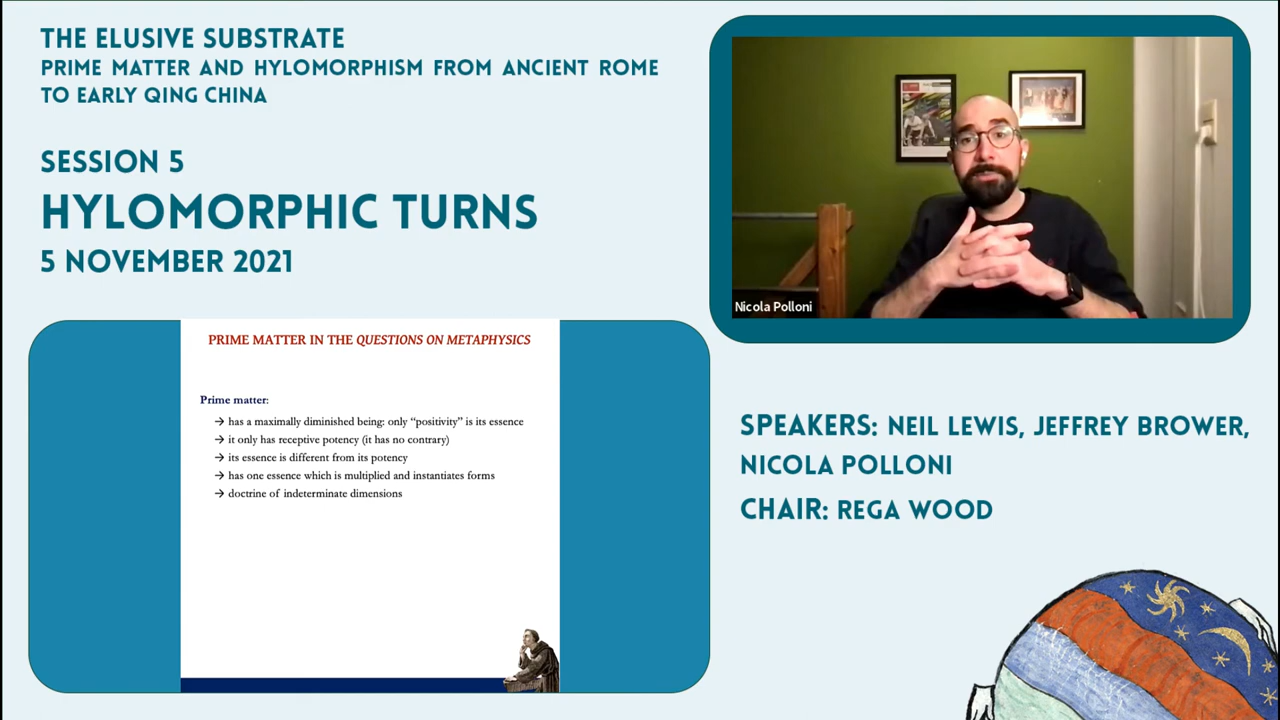 THE ELUSIVE SUBSTRATE
PRIME MATTER AND HYLOMORPHISM FROM ANCIENT ROME
TO EARLY QING CHINA
SESSION 5
HYLOMORPHIC TURNS
5 NOVEMBER 2021
Nicola Polloni
PRIME MATTER IN THE QUESTIONS ON METAPHYSICS
Prime matter:
→ has a maximally diminished being: only “positivity” is its essence
→ it only has receptive potency (it has no contrary)
→ its essence is different from its potency
→ has one essence which is multiplied and instantiates forms
→ doctrine of indeterminate dimensions
SPEAKERS: NEIL LEWIS, JEFFREY BROWER,
NICOLA POLLONI
CHAIR: REGA WOOD